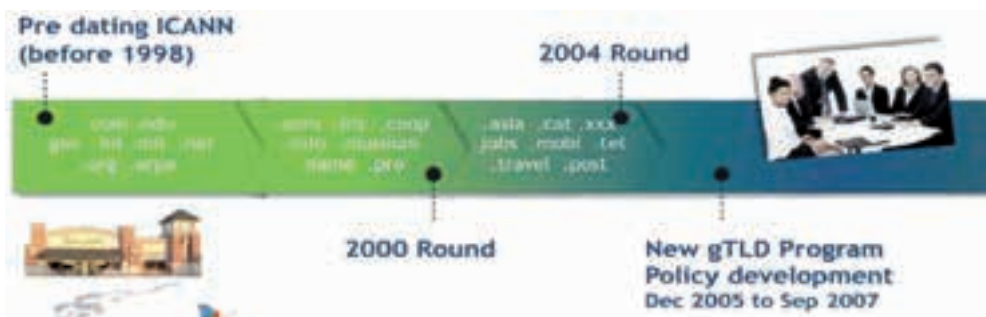 Pre dating ICANN
(before 1998)
2004 Round
.com .edu
.gov .int .mil .net
.org .arpa
.aero .biz .coop
.info .museum
.name .pro
.asia .cat .xxx
.jobs .mobi .tel
.travel .post
2000 Round
New gTLD Program
Policy development
Dec 2005 to Sep 2007